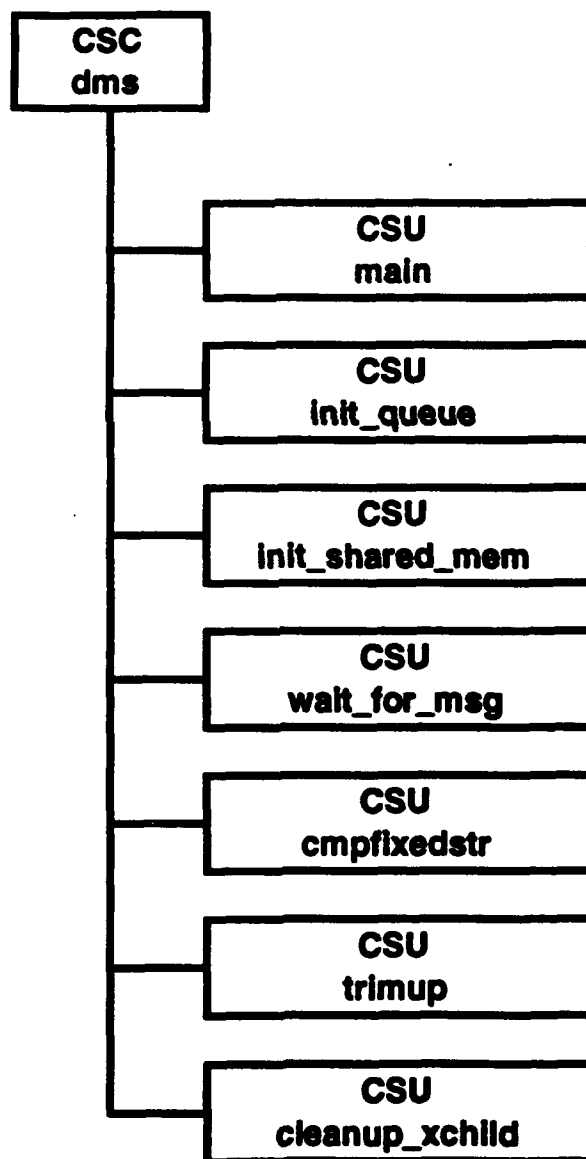 CSC
dms
CSU
main
CSU
init_queue
CSU
init_shared_mem
CSU
wait_for_msg
CSU
cmpfixedstr
CSU
trimup
CSU
cleanup_xchild